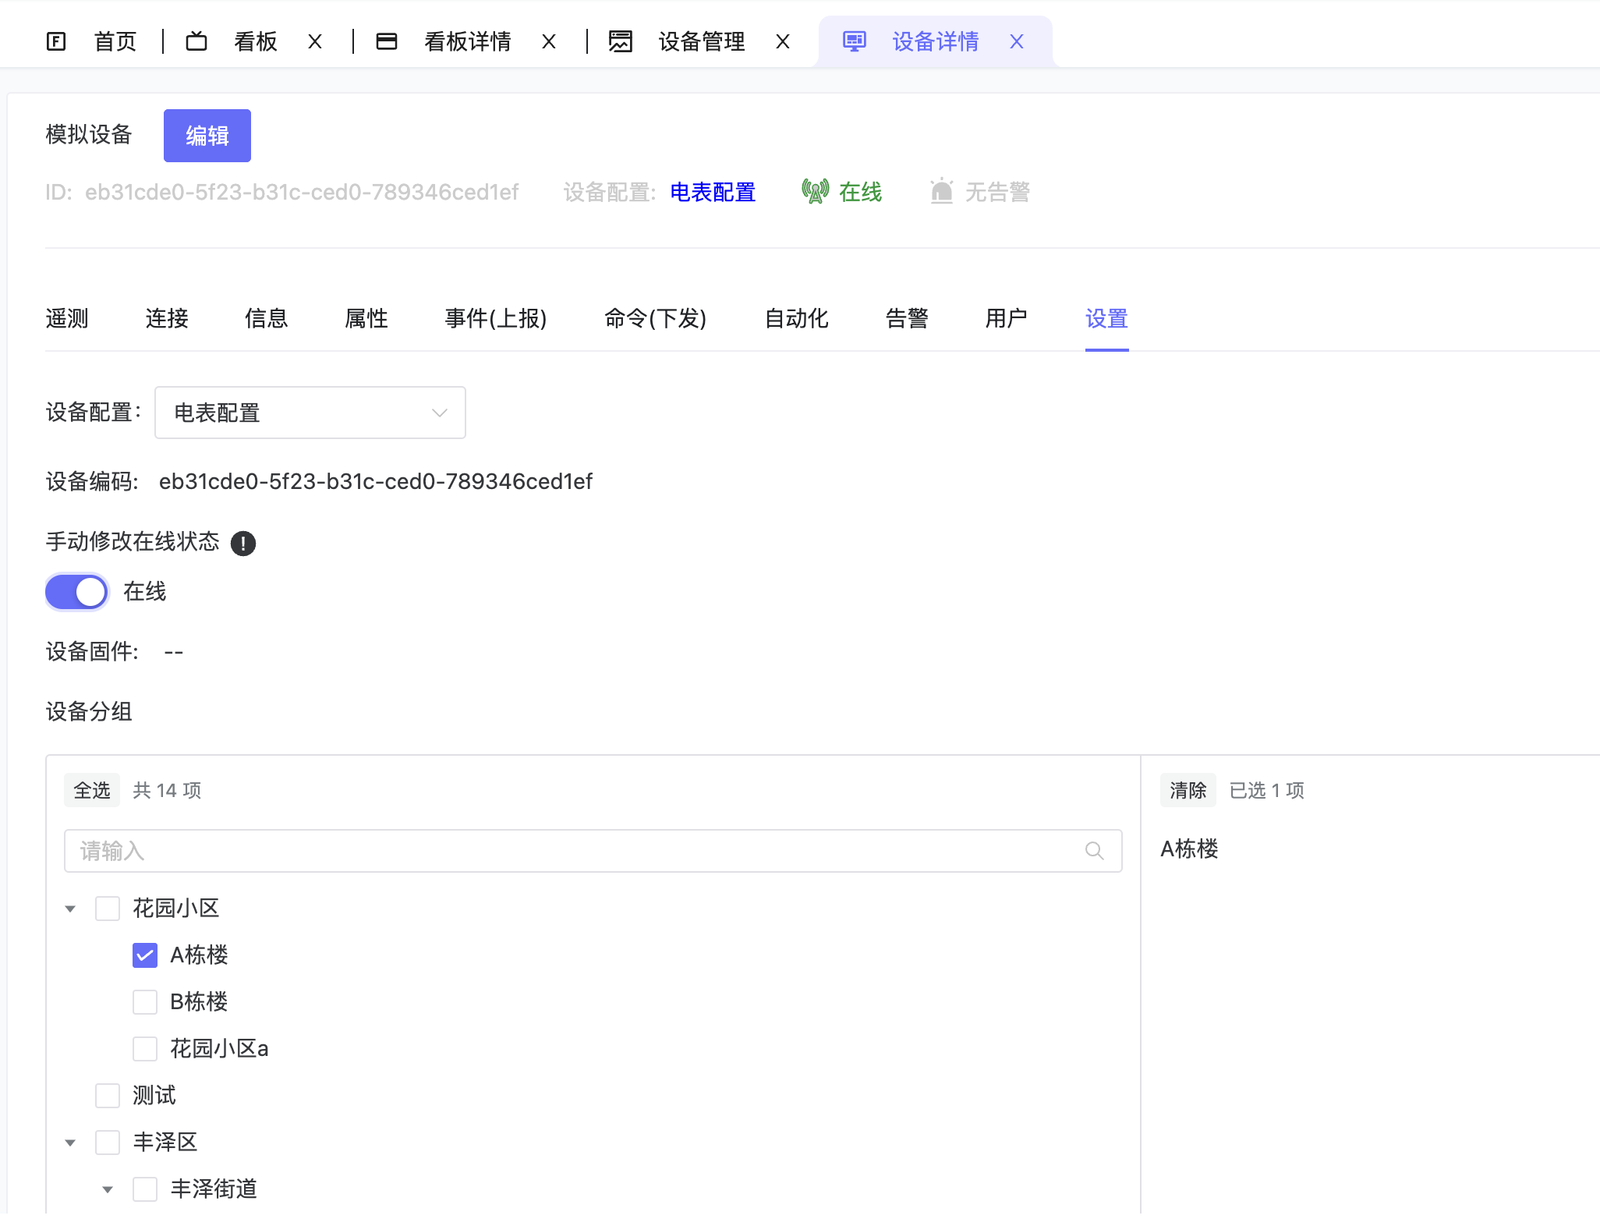 首页 看板 X 看板详情 X 设备管理 X 设备详情 X
模拟设备 编辑
ID: eb31cde0-5f23-b31c-ced0-789346ced1ef 设备配置: 电表配置 在线 无告警
遥测 连接 信息 属性 事件(上报) 命令(下发) 自动化 告警 用户 设置
设备配置: 电表配置
设备编码: eb31cde0-5f23-b31c-ced0-789346ced1ef
手动修改在线状态 !
在线
设备固件: --
设备分组
全选 共 14 项
请输入
花园小区
A栋楼
B栋楼
花园小区a
测试
丰泽区
丰泽街道
清除 已选 1 项
A栋楼